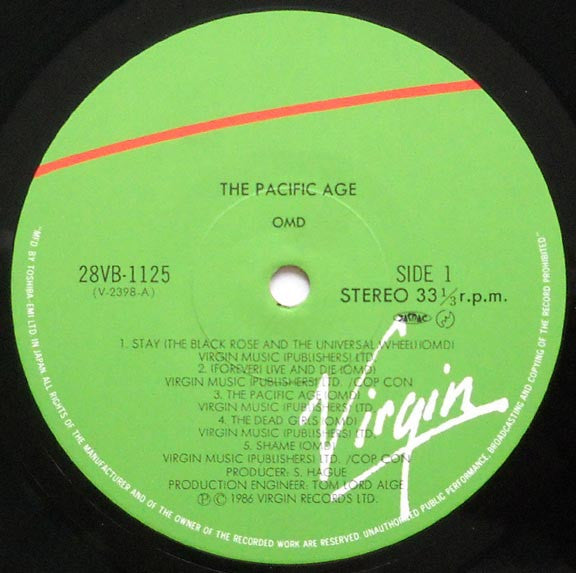 THE PACIFIC AGE
OMD
28VB-1125
(V-2398-A)
SIDE 1
STEREO 33 1/3 r.p.m.
JASRAC
1. STAY (THE BLACK ROSE AND THE UNIVERSAL WHEEL) (OMD)
VIRGIN MUSIC (PUBLISHERS) LTD.
2. (FOREVER) LIVE AND DIE (OMD)
VIRGIN MUSIC (PUBLISHERS) LTD. /COP CON
3. THE PACIFIC AGE (OMD)
VIRGIN MUSIC (PUBLISHERS) LTD.
4. THE DEAD GIRLS (OMD)
VIRGIN MUSIC (PUBLISHERS) LTD.
5. SHAME (OMD)
VIRGIN MUSIC (PUBLISHERS) LTD. /COP CON
PRODUCER: S. HAGUE
PRODUCTION ENGINEER: TOM LORD ALGE
Ⓟ © 1986 VIRGIN RECORDS LTD.
Virgin
"MF'D BY TOSHIBA-EMI LTD IN JAPAN ALL RIGHTS OF THE MANUFACTURER AND OF THE OWNER OF THE RECORDED WORK ARE RESERVED. UNAUTHORISED PUBLIC PERFORMANCE, BROADCASTING AND COPYING OF THE RECORD PROHIBITED"